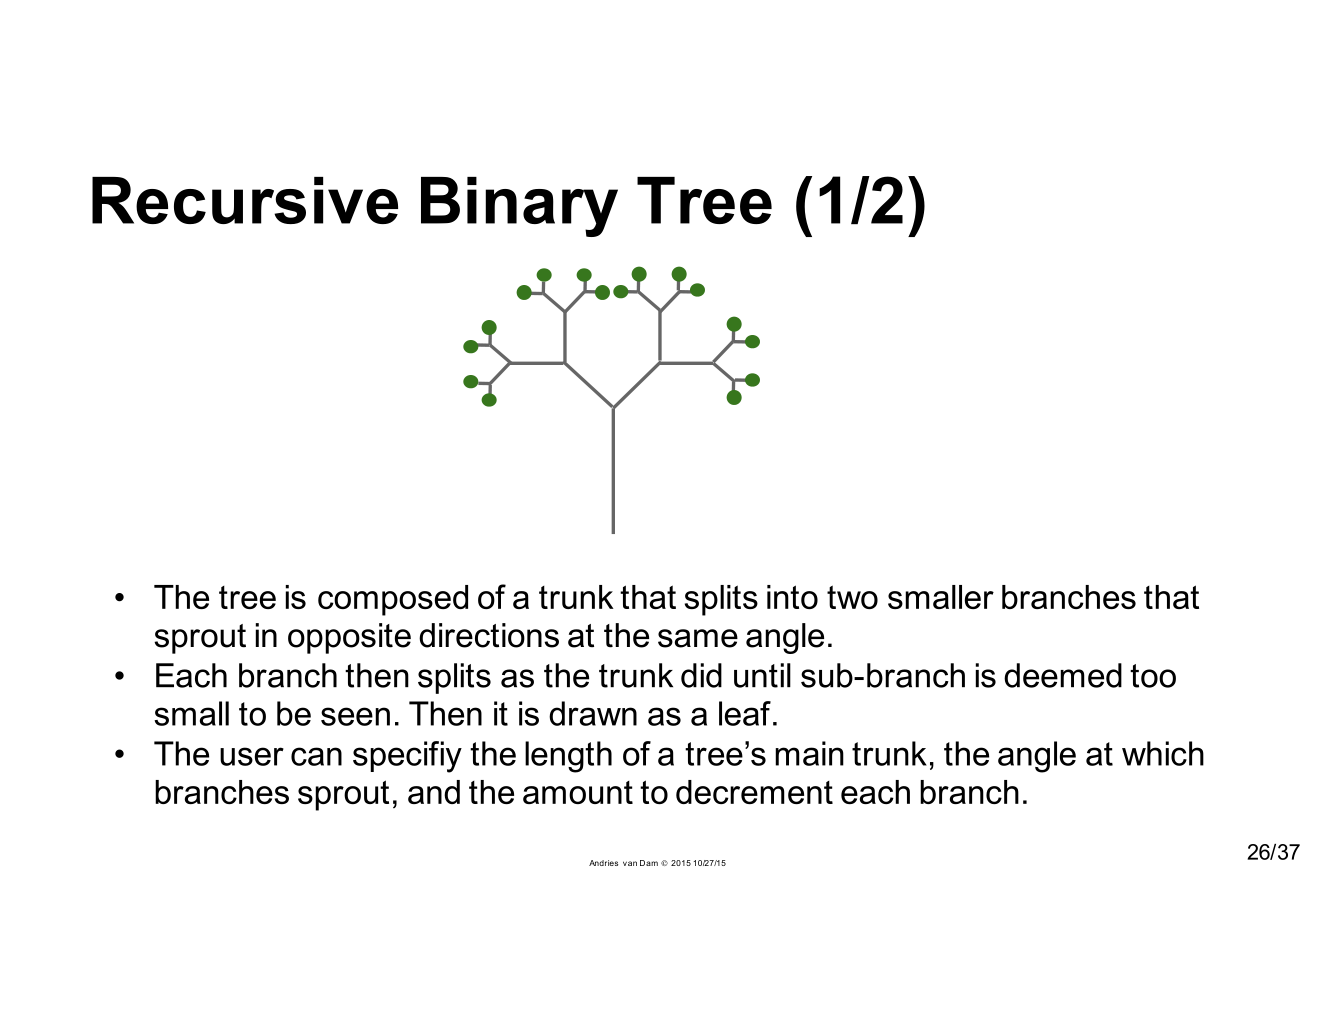 Recursive Binary Tree (1/2)
• The tree is composed of a trunk that splits into two smaller branches that
sprout in opposite directions at the same angle.
• Each branch then splits as the trunk did until sub-branch is deemed too
small to be seen. Then it is drawn as a leaf.
• The user can specifiy the length of a tree’s main trunk, the angle at which
branches sprout, and the amount to decrement each branch.
26/37
Andries van Dam © 2015 10/27/15